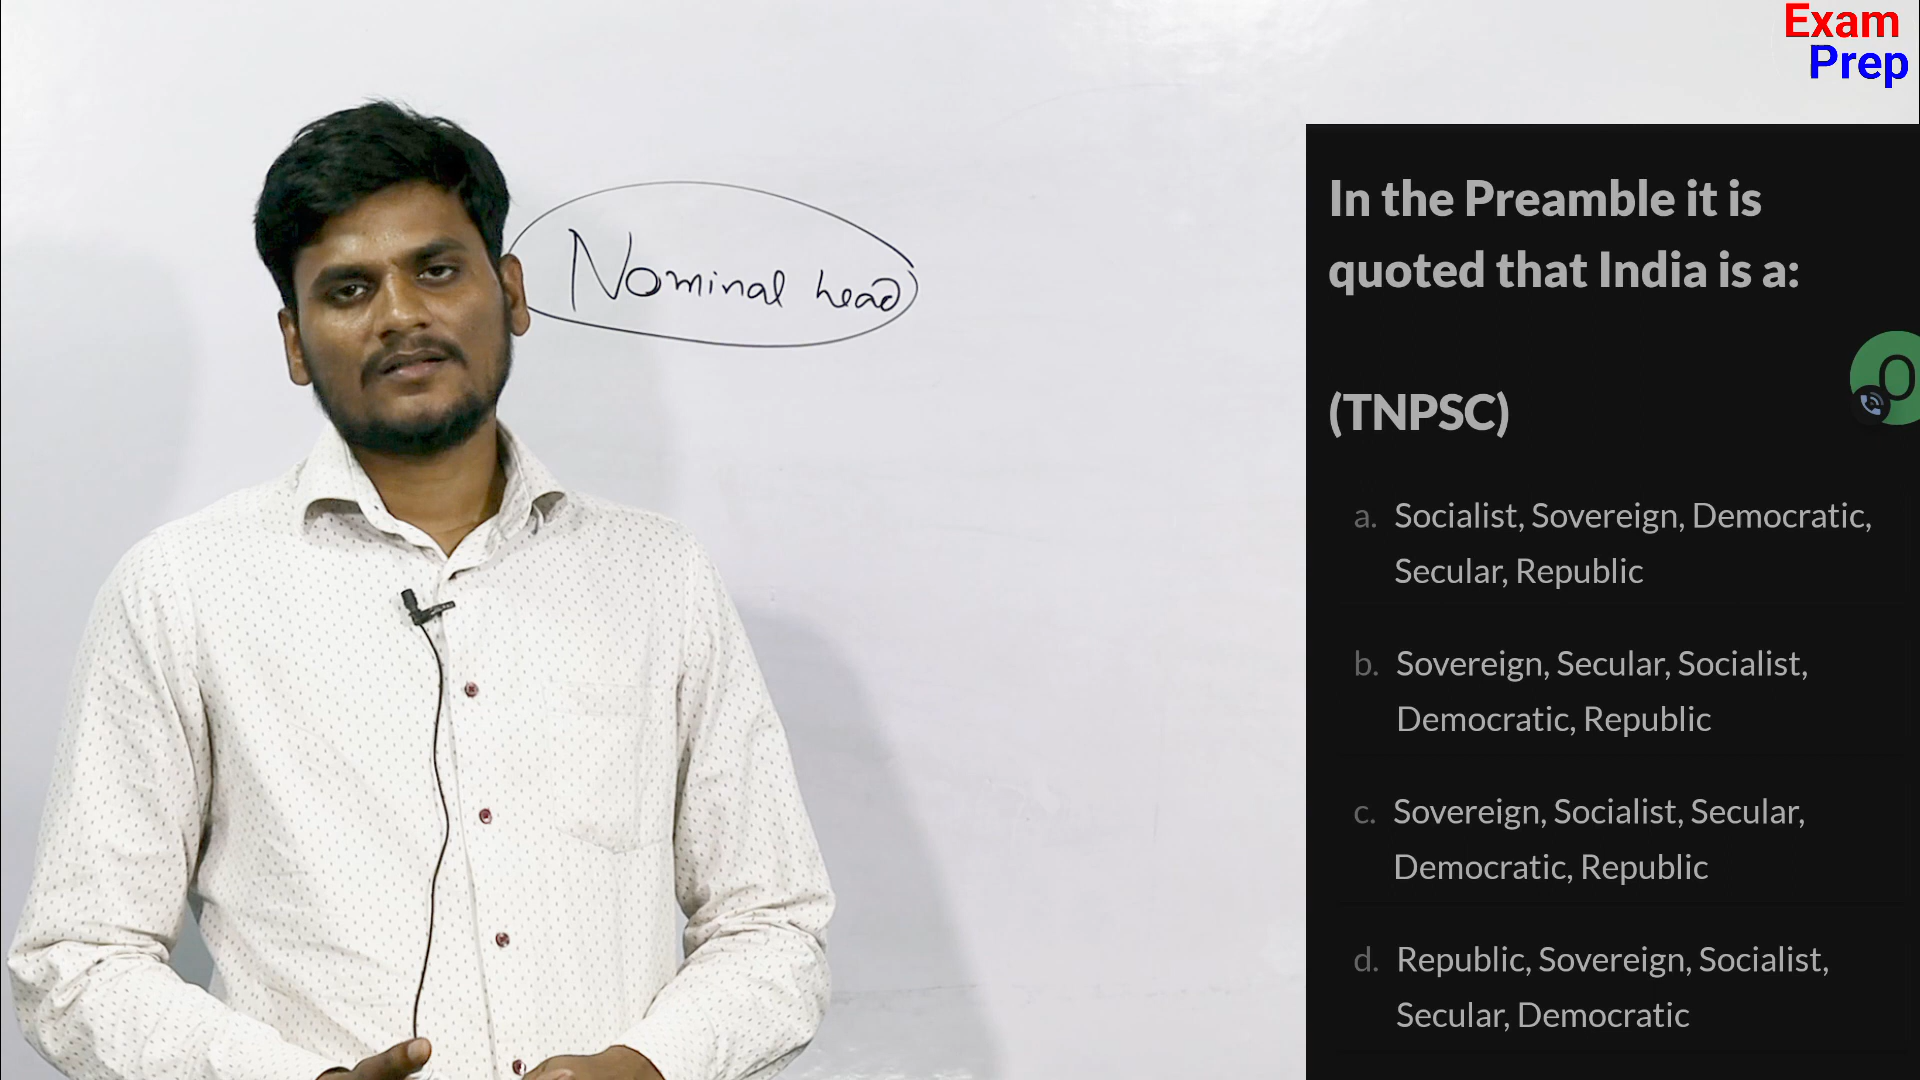 Exam
Prep
Nominal head
In the Preamble it is
quoted that India is a:
(TNPSC)
a. Socialist, Sovereign, Democratic,
Secular, Republic
b. Sovereign, Secular, Socialist,
Democratic, Republic
c. Sovereign, Socialist, Secular,
Democratic, Republic
d. Republic, Sovereign, Socialist,
Secular, Democratic
O